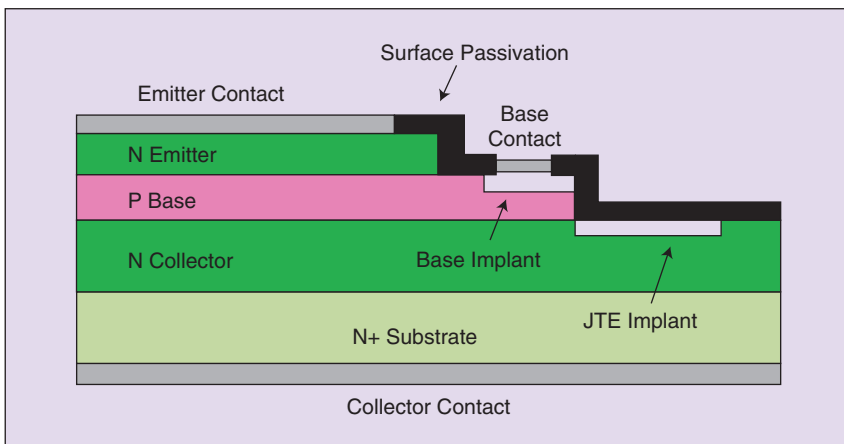 Surface Passivation
Emitter Contact
Base
Contact
N Emitter
P Base
N Collector
Base Implant
JTE Implant
N+ Substrate
Collector Contact